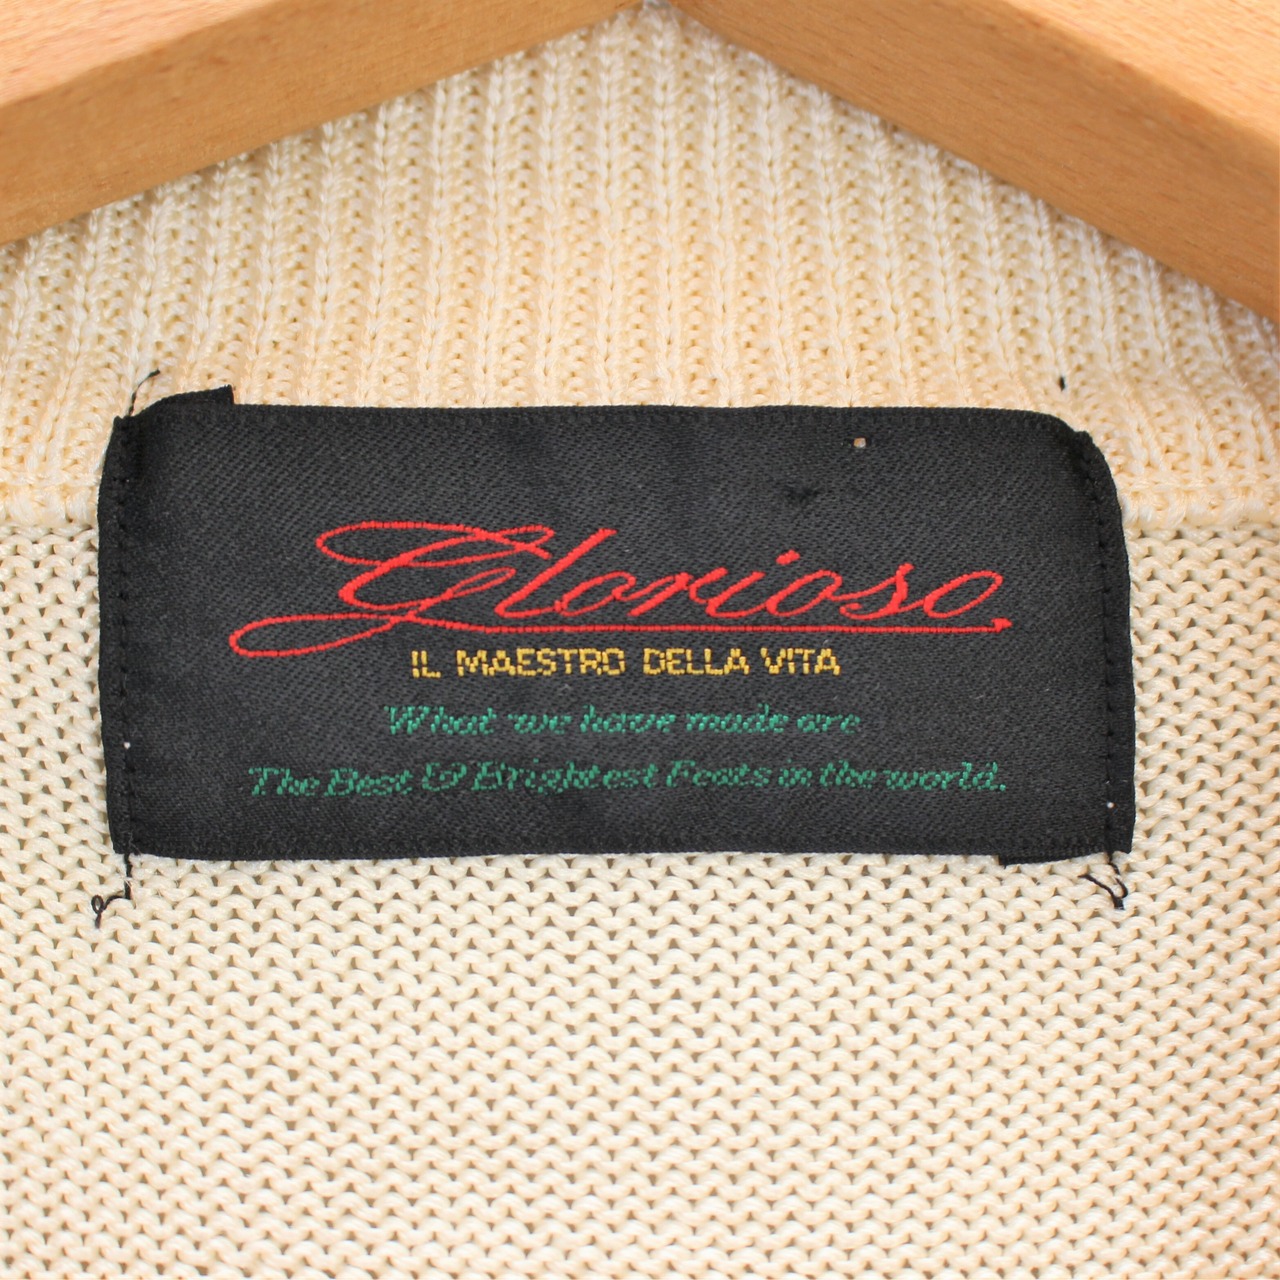 Glorioso
IL MAESTRO DELLA VITA
What we have made are
The Best & Brightest Feats in the world.